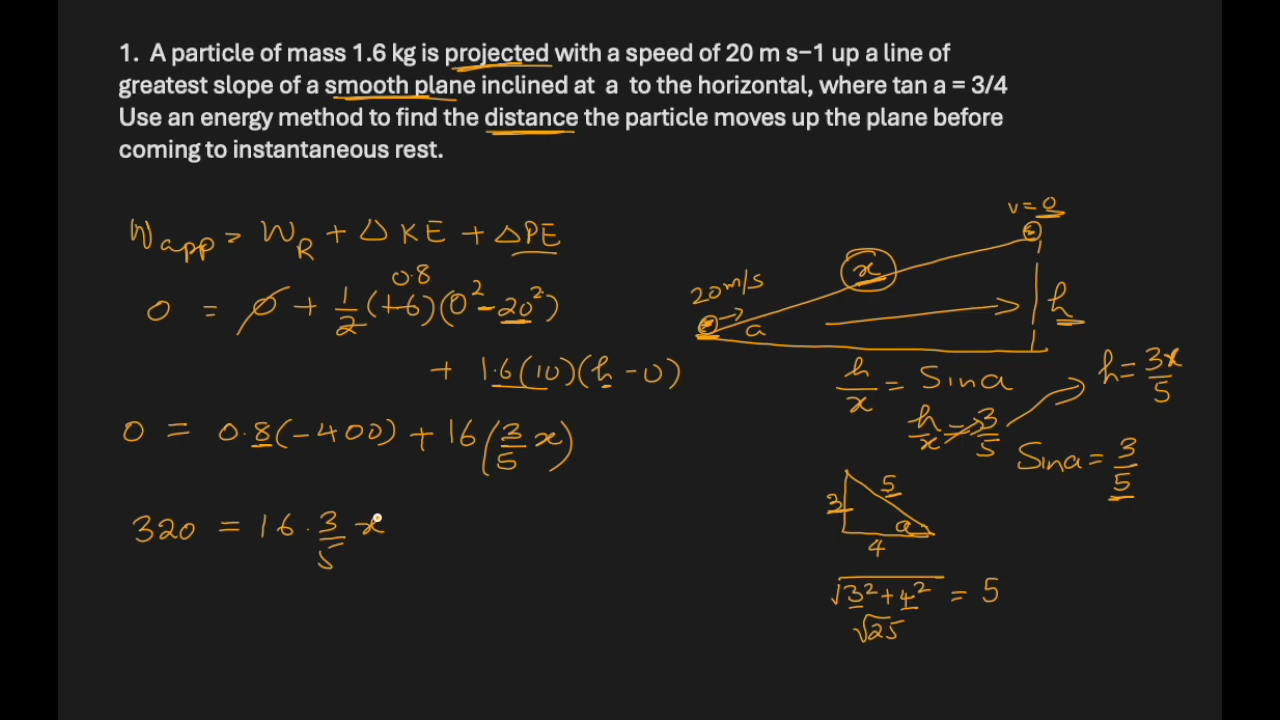 1. A particle of mass 1.6 kg is projected with a speed of 20 m s−1 up a line of
greatest slope of a smooth plane inclined at a to the horizontal, where tan a = 3/4
Use an energy method to find the distance the particle moves up the plane before
coming to instantaneous rest.
W app = W R + Δ KE + ΔPE
0.8
0 = 0 + 1/2 (1.6)(0² - 20²)
+ 1.6(10)(h - 0)
0 = 0.8(-400) + 16(3/5 x)
320 = 16 . 3/5 x
v = 0
x
20 m/s
a
h
h/x = Sin a
h/x = 3/5
h = 3x/5
Sin a = 3/5
3
5
a
4
√3² + 4² = 5
√25